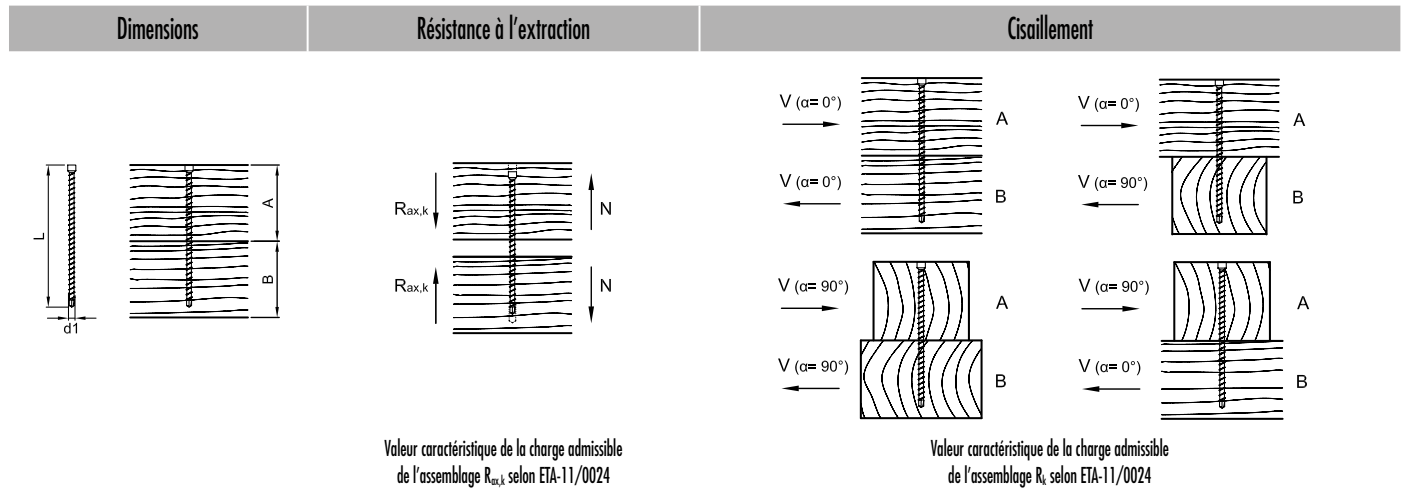 Dimensions
Résistance à l'extraction
Cisaillement
L
d1
A
B
Rax,k
N
Rax,k
N
V (α= 0°)
A
V (α= 0°)
B
V (α= 0°)
A
V (α= 90°)
B
V (α= 90°)
A
V (α= 90°)
B
V (α= 90°)
A
V (α= 0°)
B
Valeur caractéristique de la charge admissible
de l'assemblage Rax,k selon ETA-11/0024
Valeur caractéristique de la charge admissible
de l'assemblage Rk selon ETA-11/0024